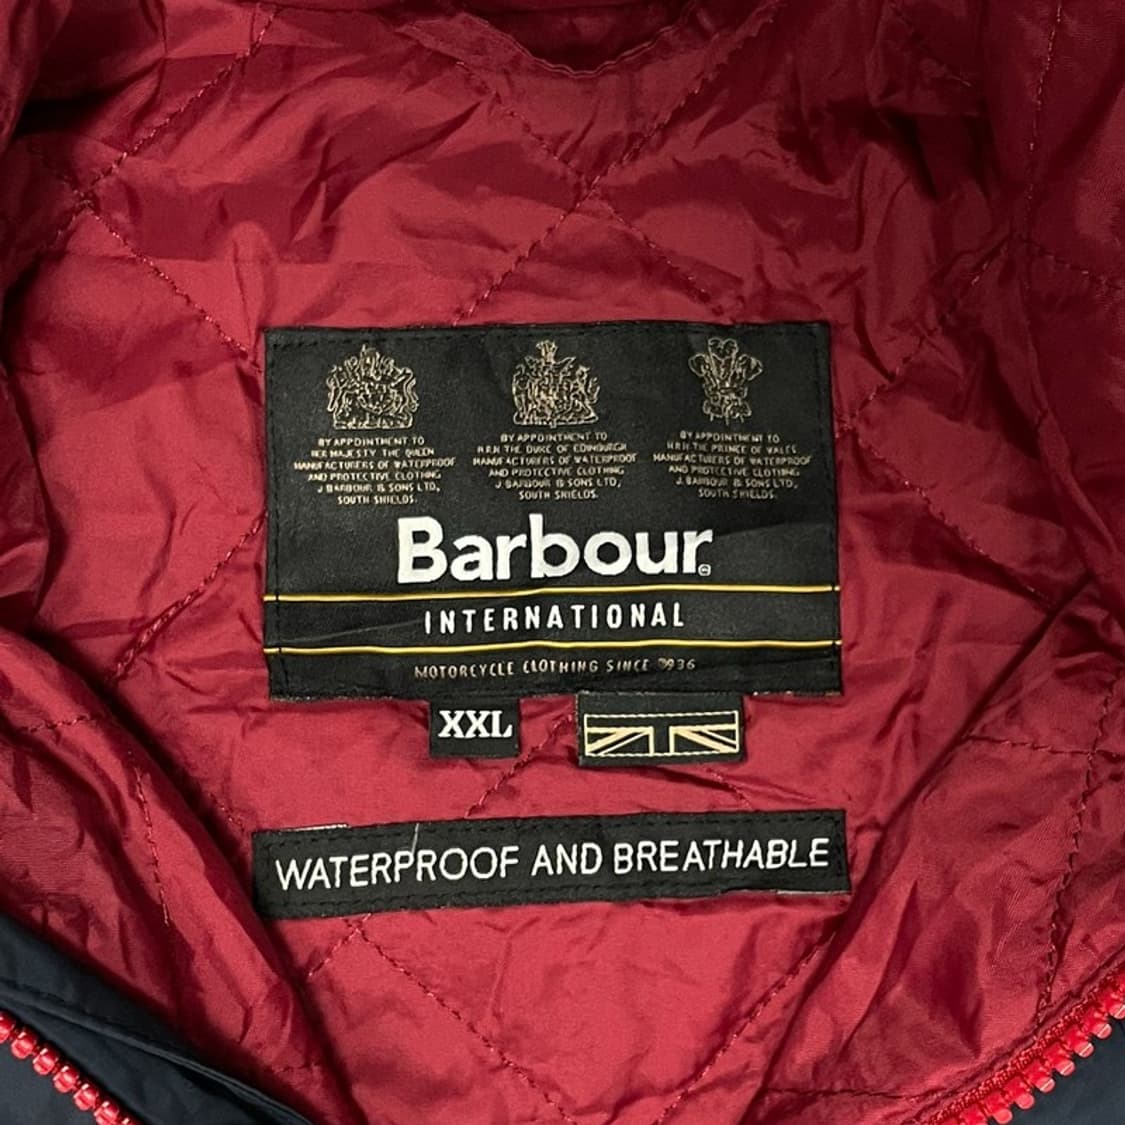 BY APPOINTMENT TO
HER MAJESTY THE QUEEN
MANUFACTURERS OF WATERPROOF
AND PROTECTIVE CLOTHING
J BARBOUR & SONS LTD,
SOUTH SHIELDS.
BY APPOINTMENT TO
H.R.H THE DUKE OF EDINBURGH
MANUFACTURERS OF WATERPROOF
AND PROTECTIVE CLOTHING
J BARBOUR & SONS LTD,
SOUTH SHIELDS.
BY APPOINTMENT TO
H.R.H THE PRINCE OF WALES
MANUFACTURERS OF WATERPROOF
AND PROTECTIVE CLOTHING
J. BARBOUR & SONS LTD,
SOUTH SHIELDS.
Barbour®
INTERNATIONAL
MOTORCYCLE CLOTHING SINCE 1936
XXL
WATERPROOF AND BREATHABLE